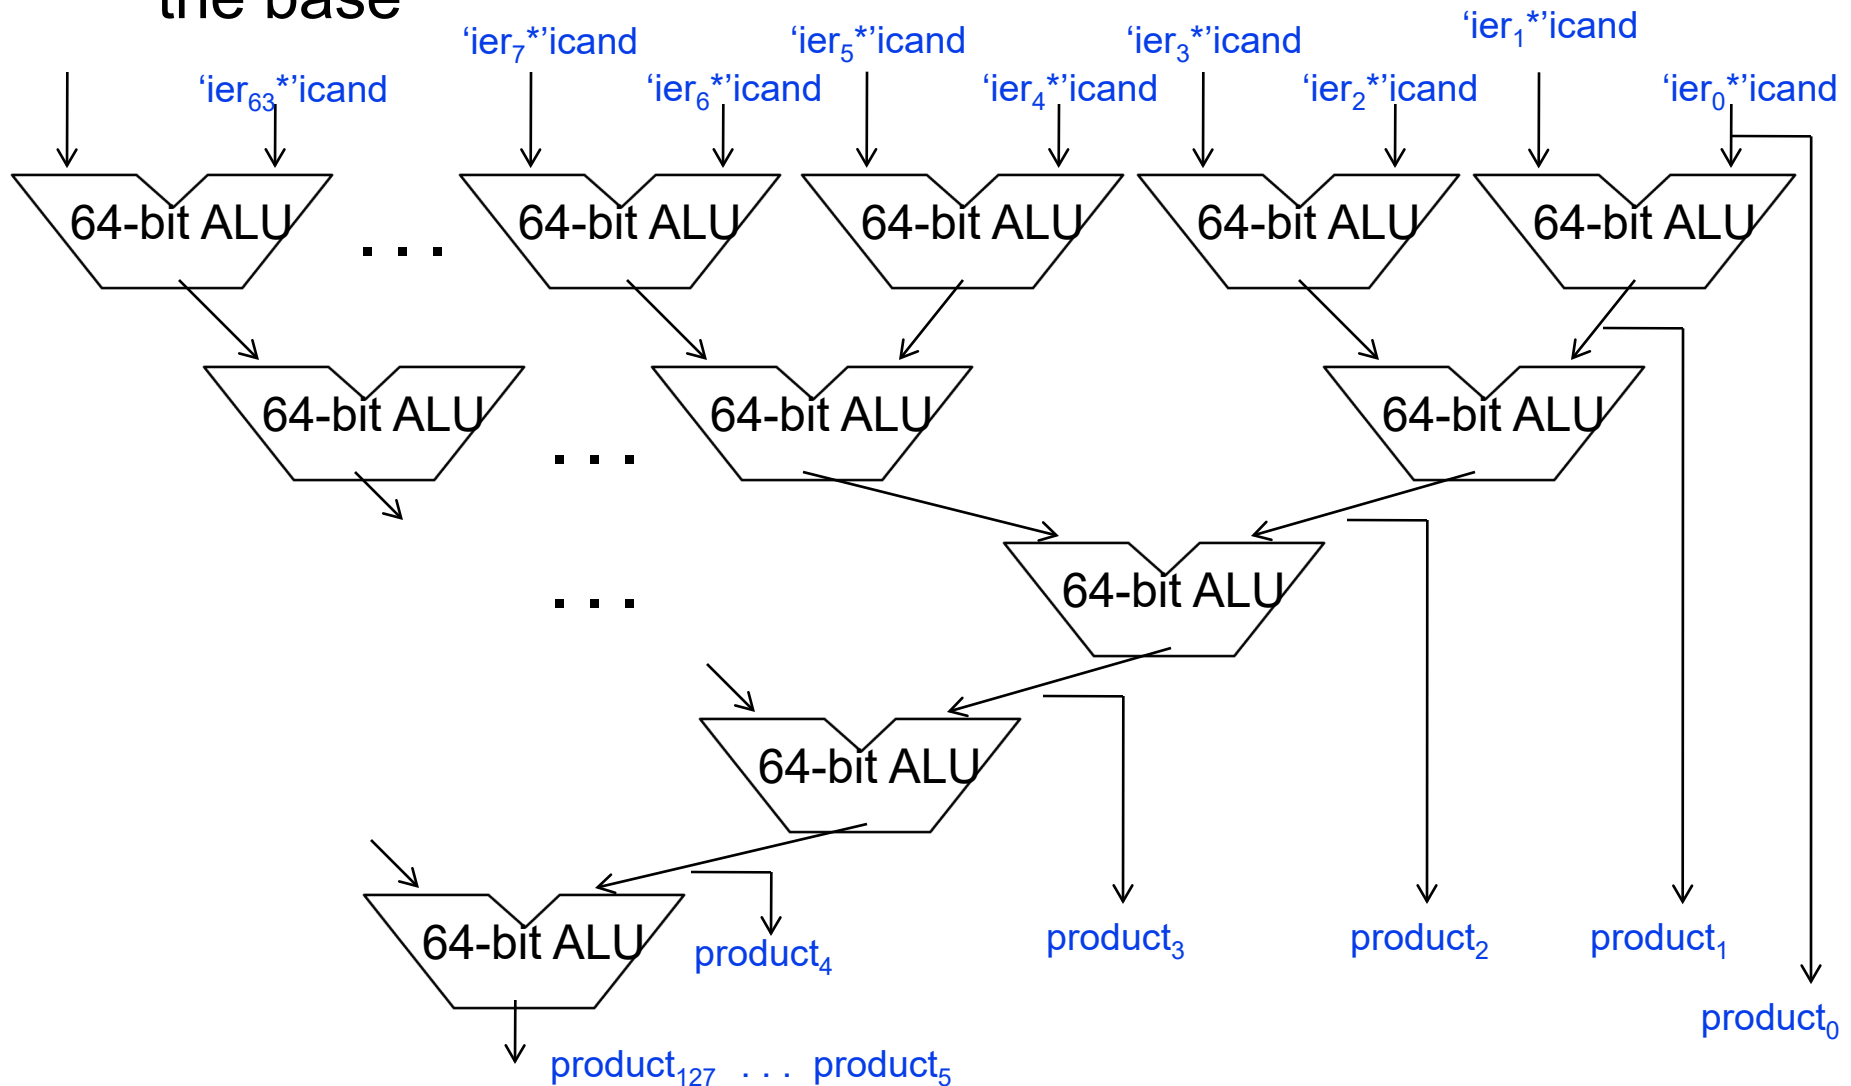 the base
‘ier₇*’icand ‘ier₅*’icand ‘ier₃*’icand ‘ier₁*’icand
‘ier₆₃*’icand ‘ier₆*’icand ‘ier₄*’icand ‘ier₂*’icand ‘ier₀*’icand
64-bit ALU . . . 64-bit ALU 64-bit ALU 64-bit ALU 64-bit ALU
64-bit ALU . . . 64-bit ALU 64-bit ALU
. . . 64-bit ALU
64-bit ALU
64-bit ALU product₄ product₃ product₂ product₁
product₀
product₁₂₇ . . . product₅